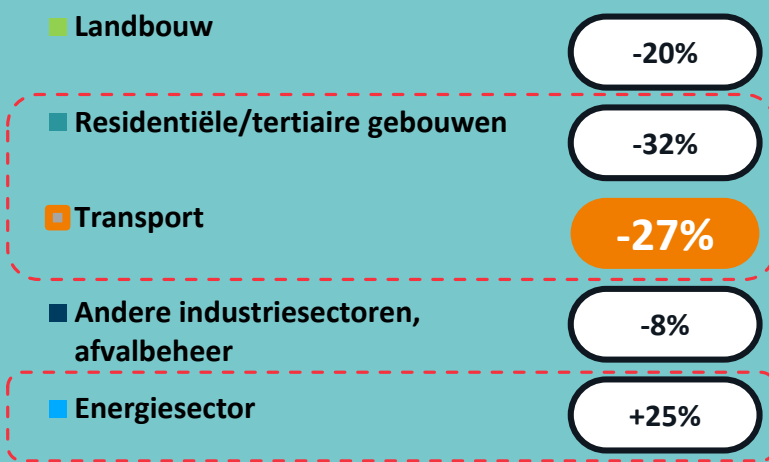 Landbouw
-20%
Residentiële/tertiaire gebouwen
-32%
Transport
-27%
Andere industriesectoren,
afvalbeheer
-8%
Energiesector
+25%